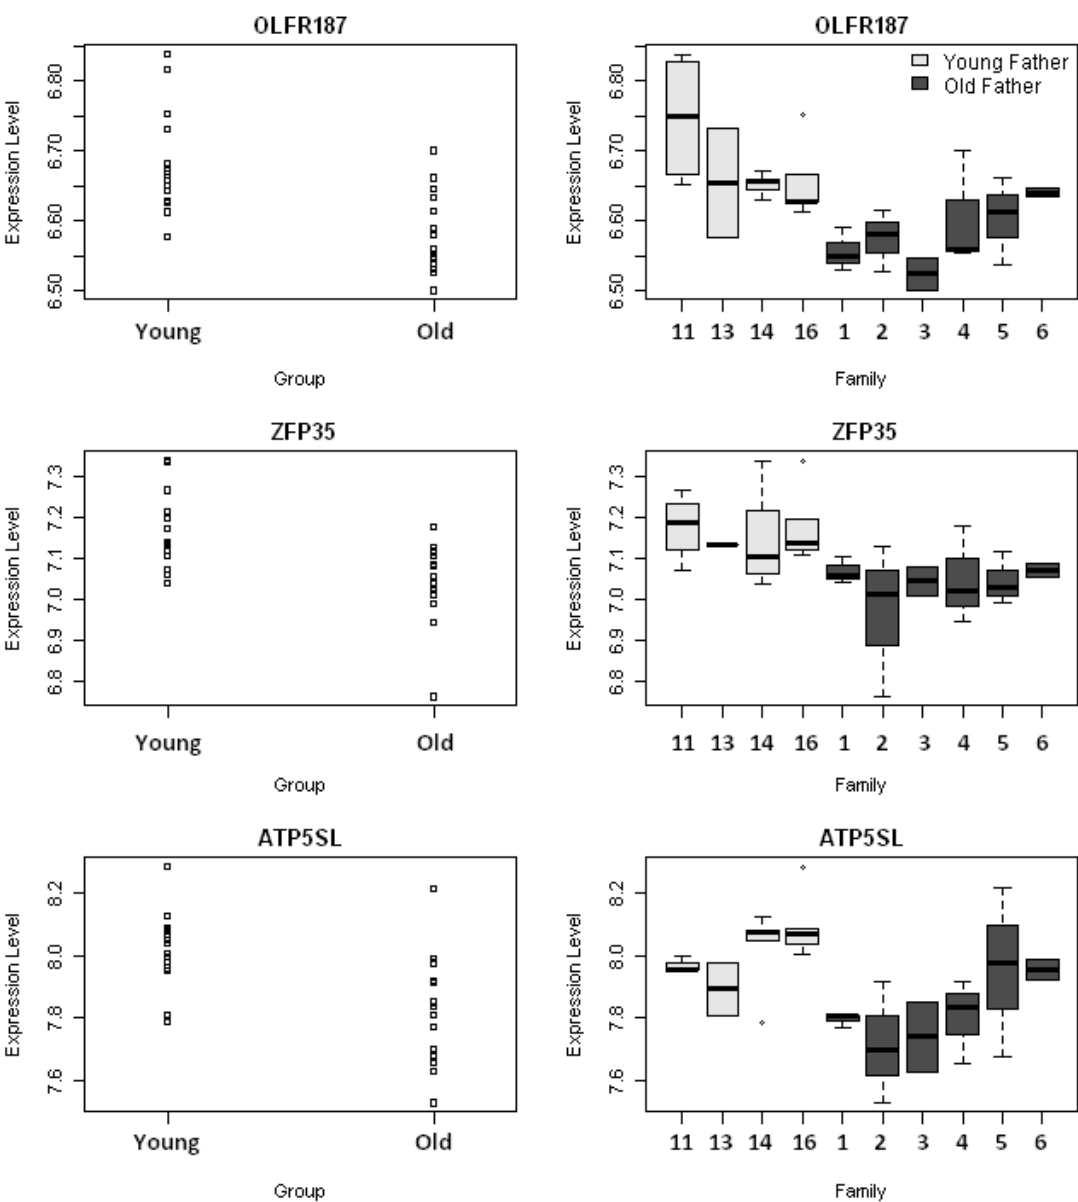 OLFR187
Expression Level
6.80
6.70
6.60
6.50
Young Old
Group
OLFR187
Young Father
Old Father
Expression Level
6.80
6.70
6.60
6.50
11 13 14 16 1 2 3 4 5 6
Family
ZFP35
Expression Level
7.3
7.2
7.1
7.0
6.9
6.8
Young Old
Group
ZFP35
Expression Level
7.3
7.2
7.1
7.0
6.9
6.8
11 13 14 16 1 2 3 4 5 6
Family
ATP5SL
Expression Level
8.2
8.0
7.8
7.6
Young Old
Group
ATP5SL
Expression Level
8.2
8.0
7.8
7.6
11 13 14 16 1 2 3 4 5 6
Family